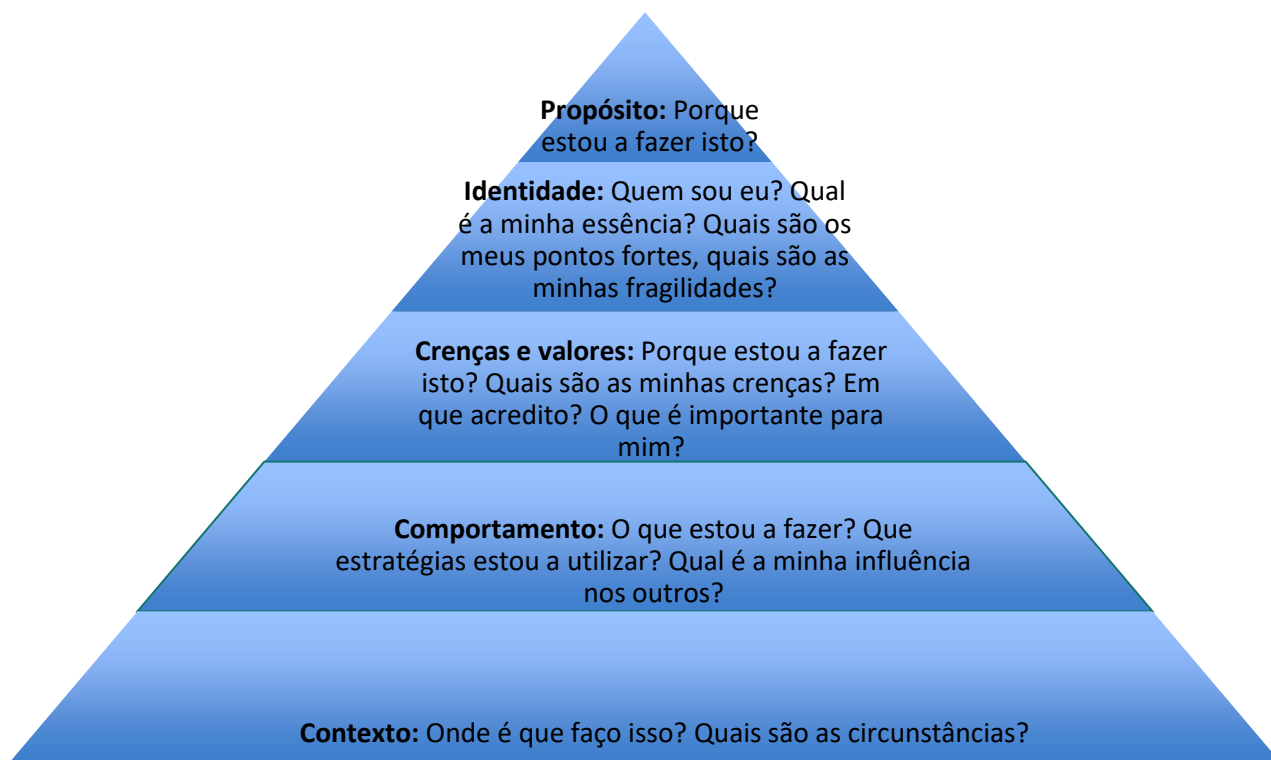 Propósito: Porque
estou a fazer isto?
Identidade: Quem sou eu? Qual
é a minha essência? Quais são os
meus pontos fortes, quais são as
minhas fragilidades?
Crenças e valores: Porque estou a fazer
isto? Quais são as minhas crenças? Em
que acredito? O que é importante para
mim?
Comportamento: O que estou a fazer? Que
estratégias estou a utilizar? Qual é a minha influência
nos outros?
Contexto: Onde é que faço isso? Quais são as circunstâncias?